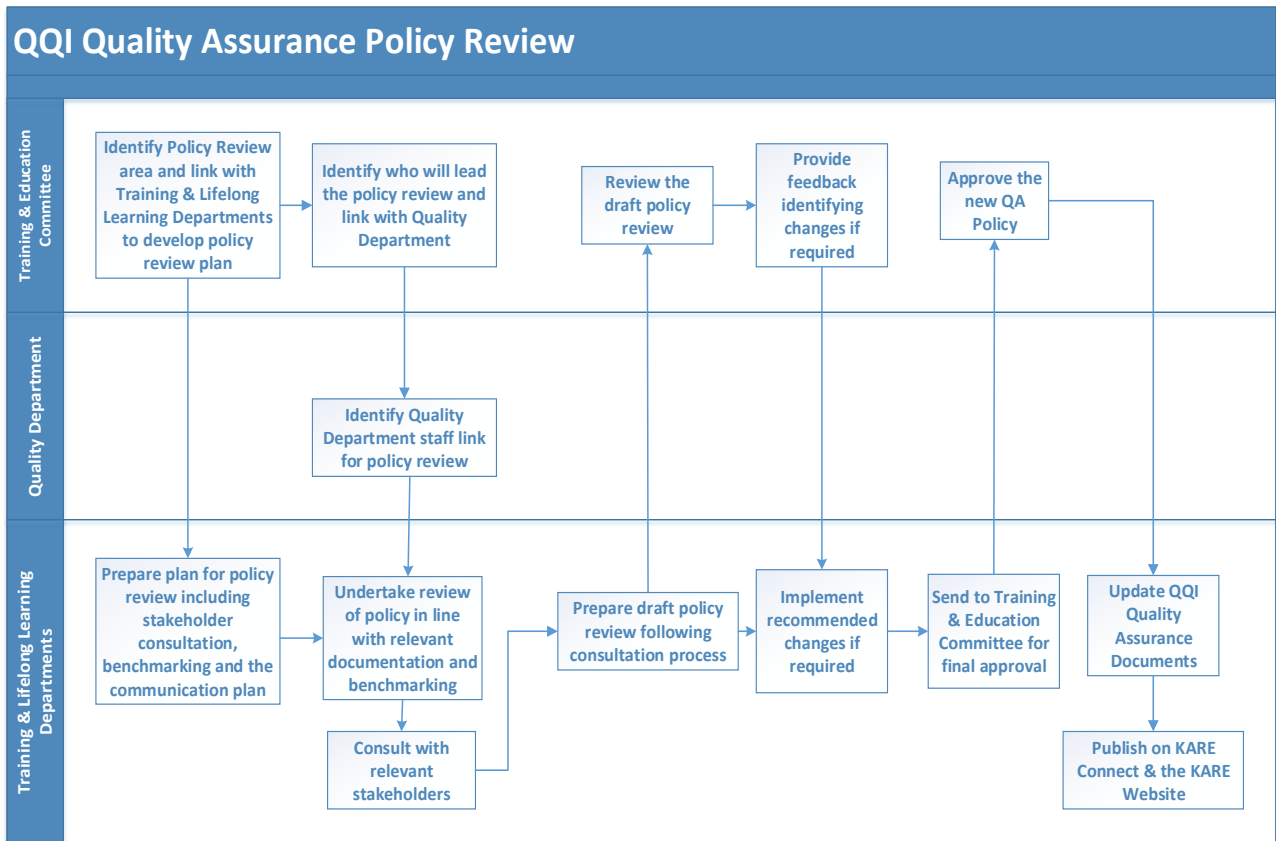 QQI Quality Assurance Policy Review
Training & Education
Committee
Identify Policy Review
area and link with
Training & Lifelong
Learning Departments
to develop policy
review plan
Identify who will lead
the policy review and
link with Quality
Department
Review the
draft policy
review
Provide
feedback
identifying
changes if
required
Approve the
new QA
Policy
Quality Department
Identify Quality
Department staff link
for policy review
Training & Lifelong Learning
Departments
Prepare plan for policy
review including
stakeholder
consultation,
benchmarking and the
communication plan
Undertake review
of policy in line
with relevant
documentation and
benchmarking
Consult with
relevant
stakeholders
Prepare draft policy
review following
consultation process
Implement
recommended
changes if
required
Send to Training
& Education
Committee for
final approval
Update QQI
Quality
Assurance
Documents
Publish on KARE
Connect & the KARE
Website